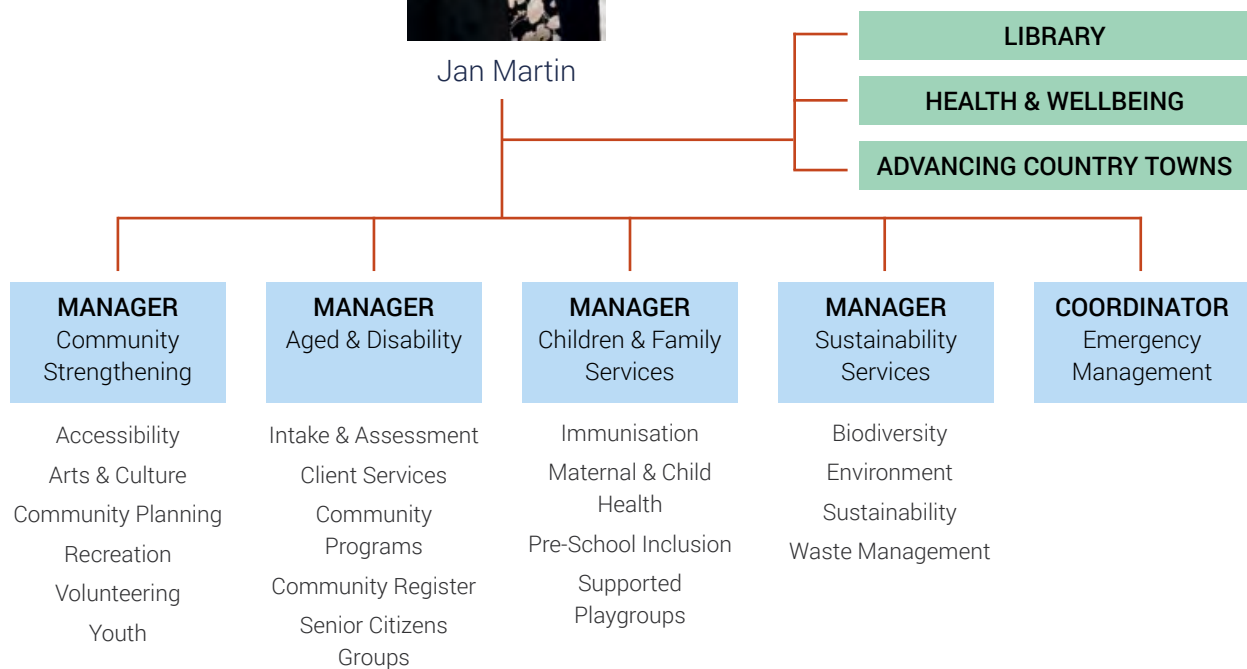 Jan Martin
LIBRARY
HEALTH & WELLBEING
ADVANCING COUNTRY TOWNS
MANAGER
Community
Strengthening
Accessibility
Arts & Culture
Community Planning
Recreation
Volunteering
Youth
MANAGER
Aged & Disability
Intake & Assessment
Client Services
Community
Programs
Community Register
Senior Citizens
Groups
MANAGER
Children & Family
Services
Immunisation
Maternal & Child
Health
Pre-School Inclusion
Supported
Playgroups
MANAGER
Sustainability
Services
Biodiversity
Environment
Sustainability
Waste Management
COORDINATOR
Emergency
Management